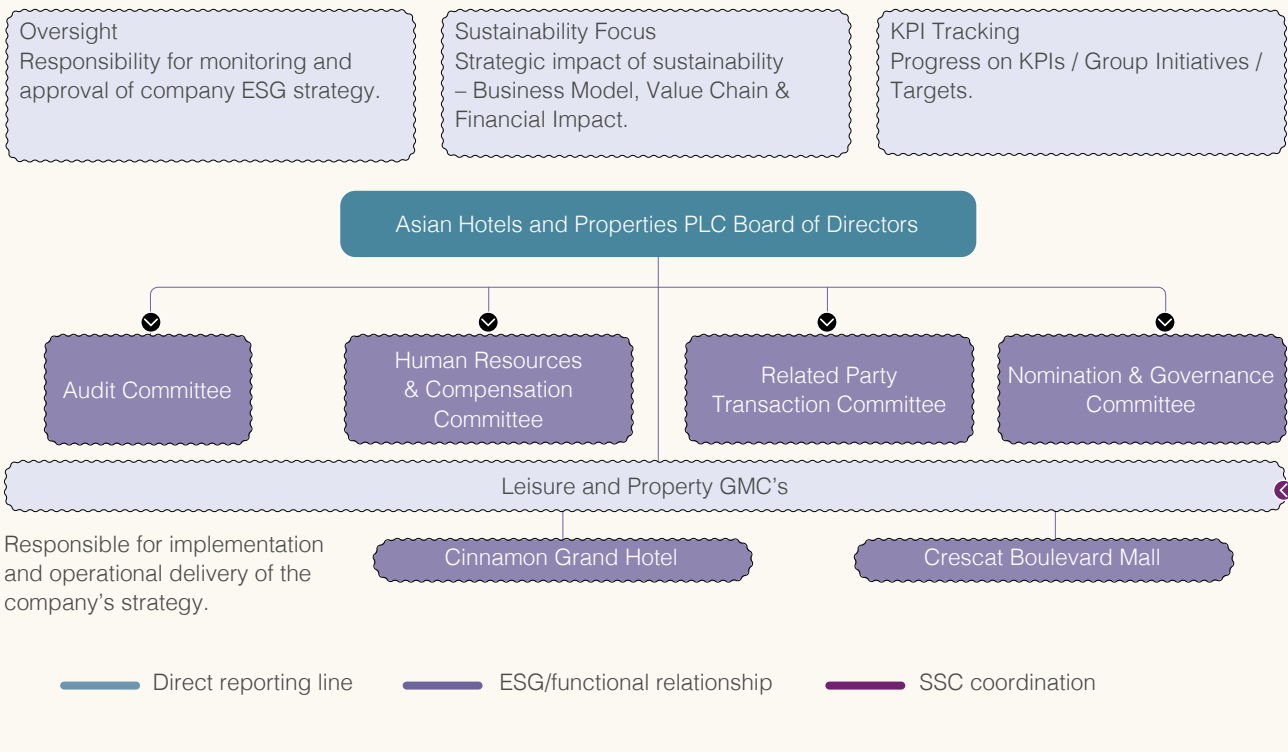 Oversight
Responsibility for monitoring and
approval of company ESG strategy.
Sustainability Focus
Strategic impact of sustainability
– Business Model, Value Chain &
Financial Impact.
KPI Tracking
Progress on KPIs / Group Initiatives /
Targets.
Asian Hotels and Properties PLC Board of Directors
Audit Committee
Human Resources
& Compensation
Committee
Related Party
Transaction Committee
Nomination & Governance
Committee
Leisure and Property GMC’s
Responsible for implementation
and operational delivery of the
company’s strategy.
Cinnamon Grand Hotel
Crescat Boulevard Mall
Direct reporting line
ESG/functional relationship
SSC coordination